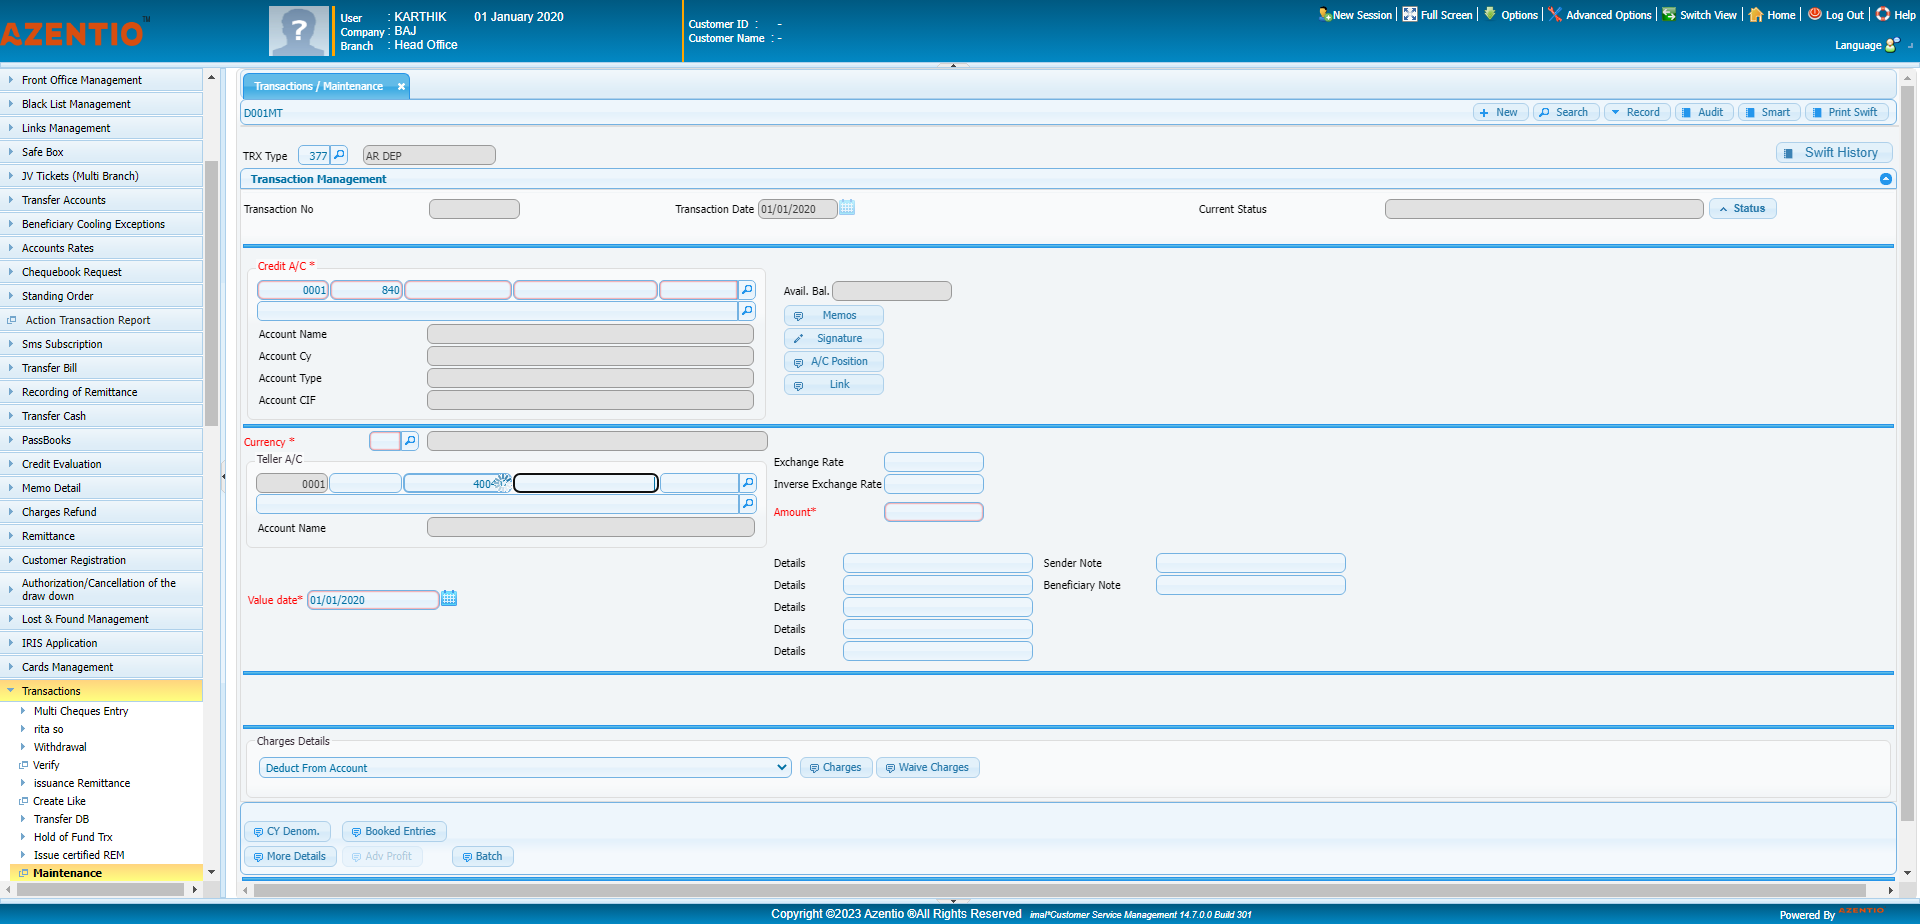 AZENTIO™
User : KARTHIK 01 January 2020
Company : BAJ
Branch : Head Office
Customer ID : -
Customer Name : -
New Session Full Screen Options Advanced Options Switch View Home Log Out Help
Language
Front Office Management
Black List Management
Links Management
Safe Box
JV Tickets (Multi Branch)
Transfer Accounts
Beneficiary Cooling Exceptions
Accounts Rates
Chequebook Request
Standing Order
Action Transaction Report
Sms Subscription
Transfer Bill
Recording of Remittance
Transfer Cash
PassBooks
Credit Evaluation
Memo Detail
Charges Refund
Remittance
Customer Registration
Authorization/Cancellation of the
draw down
Lost & Found Management
IRIS Application
Cards Management
Transactions
Multi Cheques Entry
rita so
Withdrawal
Verify
issuance Remittance
Create Like
Transfer DB
Hold of Fund Trx
Issue certified REM
Maintenance
Transactions / Maintenance
D001MT
New Search Record Audit Smart Print Swift
TRX Type 377 AR DEP
Swift History
Transaction Management
Transaction No Transaction Date 01/01/2020 Current Status Status
Credit A/C *
0001 840
Avail. Bal.
Memos
Account Name
Signature
Account Cy
A/C Position
Account Type
Link
Account CIF
Currency *
Teller A/C
0001
Exchange Rate
Inverse Exchange Rate
Amount*
Account Name
Value date* 01/01/2020
Details Sender Note
Details Beneficiary Note
Details
Details
Details
Charges Details
Deduct From Account Charges Waive Charges
CY Denom. Booked Entries
More Details Adv Profit Batch
Copyright ©2023 Azentio ®All Rights Reserved imal*Customer Service Management 14.7.0.0 Build 301
Powered By AZENTIO